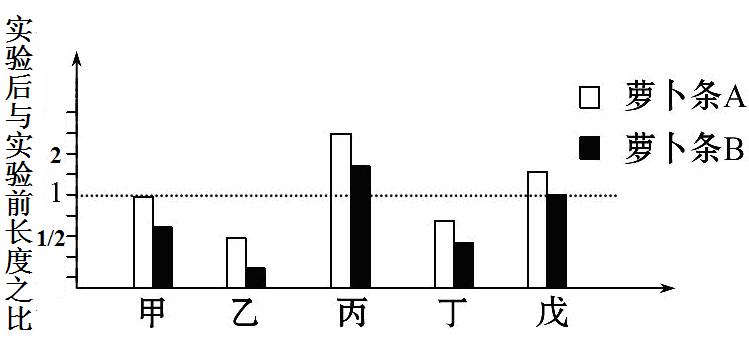 实验后与实验前长度之比
2
1
1/2
萝卜条A
萝卜条B
甲 乙 丙 丁 戊